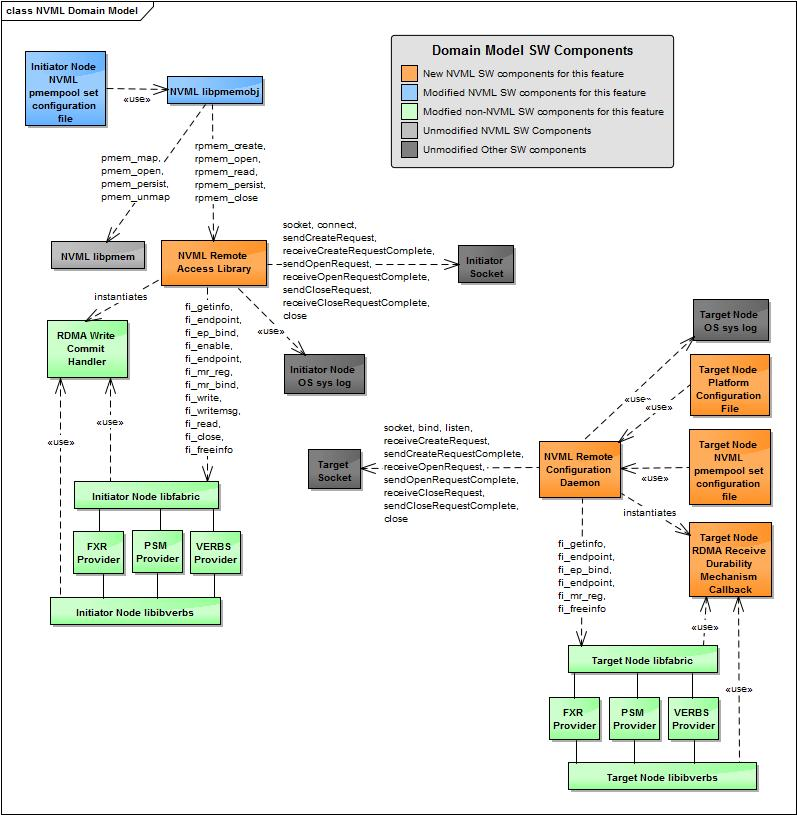 class NVML Domain Model
Domain Model SW Components
New NVML SW components for this feature
Modified NVML SW components for this feature
Modfied non-NVML SW components for this feature
Unmodified NVML SW Components
Unmodified Other SW components
Initiator Node
NVML
pmempool set
configuration
file
«use»
NVML libpmemobj
pmem_map,
pmem_open,
pmem_persist,
pmem_unmap
rpmem_create,
rpmem_open,
rpmem_read,
rpmem_persist,
rpmem_close
NVML libpmem
NVML Remote
Access Library
socket, connect,
sendCreateRequest,
receiveCreateRequestComplete,
sendOpenRequest,
receiveOpenRequestComplete,
sendCloseRequest,
receiveCloseRequestComplete,
close
Initiator
Socket
instantiates
RDMA Write
Commit
Handler
fi_getinfo,
fi_endpoint,
fi_ep_bind,
fi_enable,
fi_endpoint,
fi_mr_reg,
fi_mr_bind,
fi_write,
fi_writemsg,
fi_read,
fi_close,
fi_freeinfo
«use»
Initiator Node
OS sys log
«use»
«use»
Initiator Node libfabric
FXR
Provider
PSM
Provider
VERBS
Provider
Initiator Node libibverbs
Target Node
OS sys log
Target Node
Platform
Configuration
File
«use»
«use»
Target
Socket
socket, bind, listen,
receiveCreateRequest,
sendCreateRequestComplete,
receiveOpenRequest,
sendOpenRequestComplete,
receiveCloseRequest,
sendCloseRequestComplete,
close
NVML Remote
Configuration
Daemon
«use»
Target Node
NVML
pmempool set
configuration
file
instantiates
Target Node
RDMA Receive
Durability
Mechanism
Callback
fi_getinfo,
fi_endpoint,
fi_ep_bind,
fi_endpoint,
fi_mr_reg,
fi_freeinfo
«use»
«use»
Target Node libfabric
FXR
Provider
PSM
Provider
VERBS
Provider
Target Node libibverbs